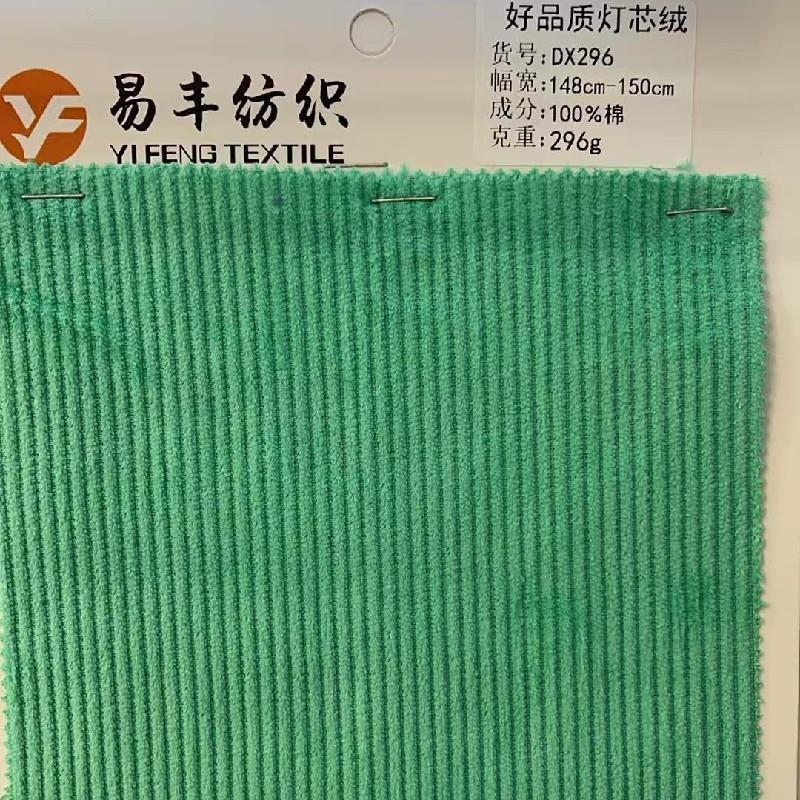 易丰纺织
YI FENG TEXTILE
好品质灯芯绒
货号:DX296
幅宽:148cm-150cm
成分:100%棉
克重:296g